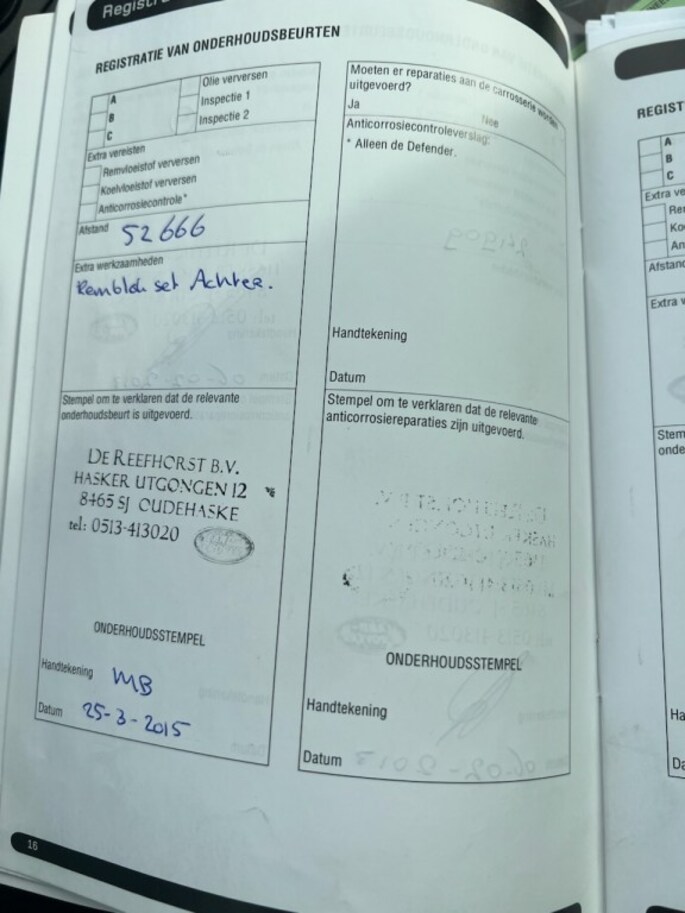 Registr
REGISTRATIE VAN ONDERHOUDSBEURTEN
A
B
C
Olie verversen
Inspectie 1
Inspectie 2
Extra vereisten
Remvloeistof verversen
Koelvloeistof verversen
Anticorrosiecontrole*
Afstand 52666
Extra werkzaamheden
Remblok set Achter.
Stempel om te verklaren dat de relevante
onderhoudsbeurt is uitgevoerd.
DE REEFHORST B.V.
HASKER UTGONGEN 12
8465 SJ OUDEHASKE
tel: 0513-413020
ONDERHOUDSSTEMPEL
Handtekening MB
Datum 25-3-2015
Moeten er reparaties aan de carrosserie worden
uitgevoerd?
Ja Nee
Anticorrosiecontroleverslag:
* Alleen de Defender.
Handtekening
Datum
Stempel om te verklaren dat de relevante
anticorrosiereparaties zijn uitgevoerd.
ONDERHOUDSSTEMPEL
Handtekening
Datum
16
REGIST
A
B
C
Extra ve
Re
Ko
An
Afstand
Extra
Stem
onde
Ha
Da